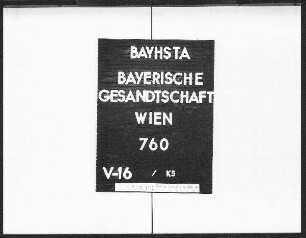 BAYHSTA
BAYERISCHE
GESANDTSCHAFT
WIEN
760
V-16 / KS